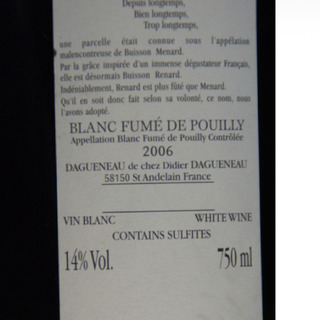 Depuis longtemps,
Bien longtemps,
Trop longtemps,
une parcelle était connue sous l'appélation
malencontreuse de Buisson Menard.
Par la grâce inspirée d'un immense dégustateur Français,
elle est désormais Buisson Renard.
Indéniablement, Renard est plus fûté que Menard.
Qu'il en soit donc fait selon sa volonté, ce nom, nous
l'avons adopté.
BLANC FUMÉ DE POUILLY
Appellation Blanc Fumé de Pouilly Contrôlée
2006
DAGUENEAU de chez Didier DAGUENEAU
58150 St Andelain France
VIN BLANC WHITE WINE
CONTAINS SULFITES
14% Vol. 750 ml